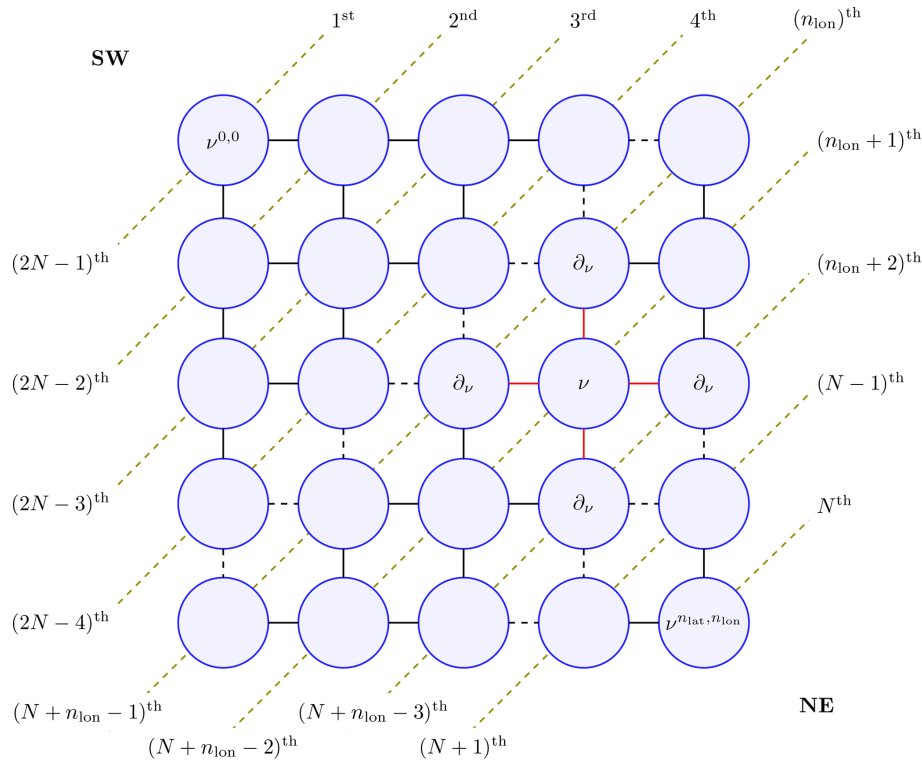 1st 2nd 3rd 4th (n_lon)th
SW
ν^{0,0} (n_lon + 1)th
(2N − 1)th ∂_ν (n_lon + 2)th
(2N − 2)th ∂_ν ν ∂_ν (N − 1)th
(2N − 3)th ∂_ν Nth
(2N − 4)th ν^{n_lat,n_lon}
(N + n_lon − 1)th (N + n_lon − 3)th NE
(N + n_lon − 2)th (N + 1)th